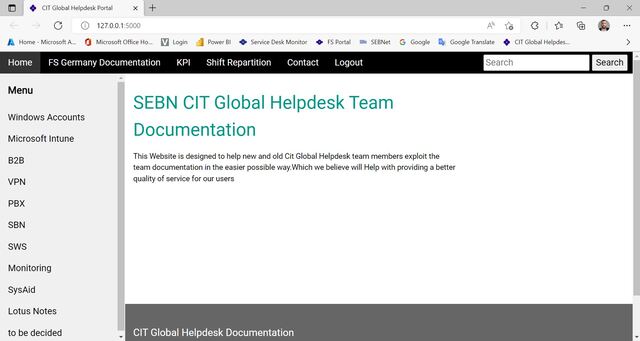 CIT Global Helpdesk Portal
127.0.0.1:5000
Home - Microsoft A...
Microsoft Office Ho...
Login
Power BI
Service Desk Monitor
FS Portal
SEBNet
Google
Google Translate
CIT Global Helpdes...
Home
FS Germany Documentation
KPI
Shift Repartition
Contact
Logout
Search
Search
Menu
Windows Accounts
Microsoft Intune
B2B
VPN
PBX
SBN
SWS
Monitoring
SysAid
Lotus Notes
to be decided
SEBN CIT Global Helpdesk Team
Documentation
This Website is designed to help new and old Cit Global Helpdesk team members exploit the
team documentation in the easier possible way.Which we believe will Help with providing a better
quality of service for our users
CIT Global Helpdesk Documentation